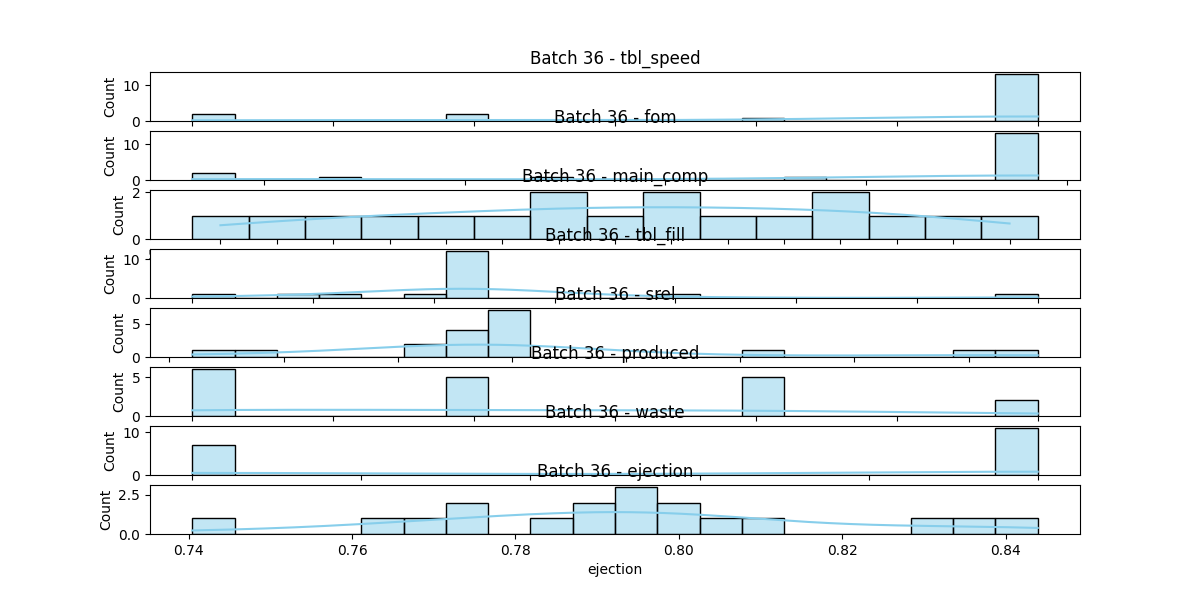 Batch 36 - tbl_speed
Count
10
0
Batch 36 - fom
Count
10
0
Batch 36 - main_comp
Count
2
0
Batch 36 - tbl_fill
Count
10
0
Batch 36 - srel
Count
5
0
Batch 36 - produced
Count
5
0
Batch 36 - waste
Count
10
0
Batch 36 - ejection
Count
2.5
0.0
0.74 0.76 0.78 0.80 0.82 0.84
ejection